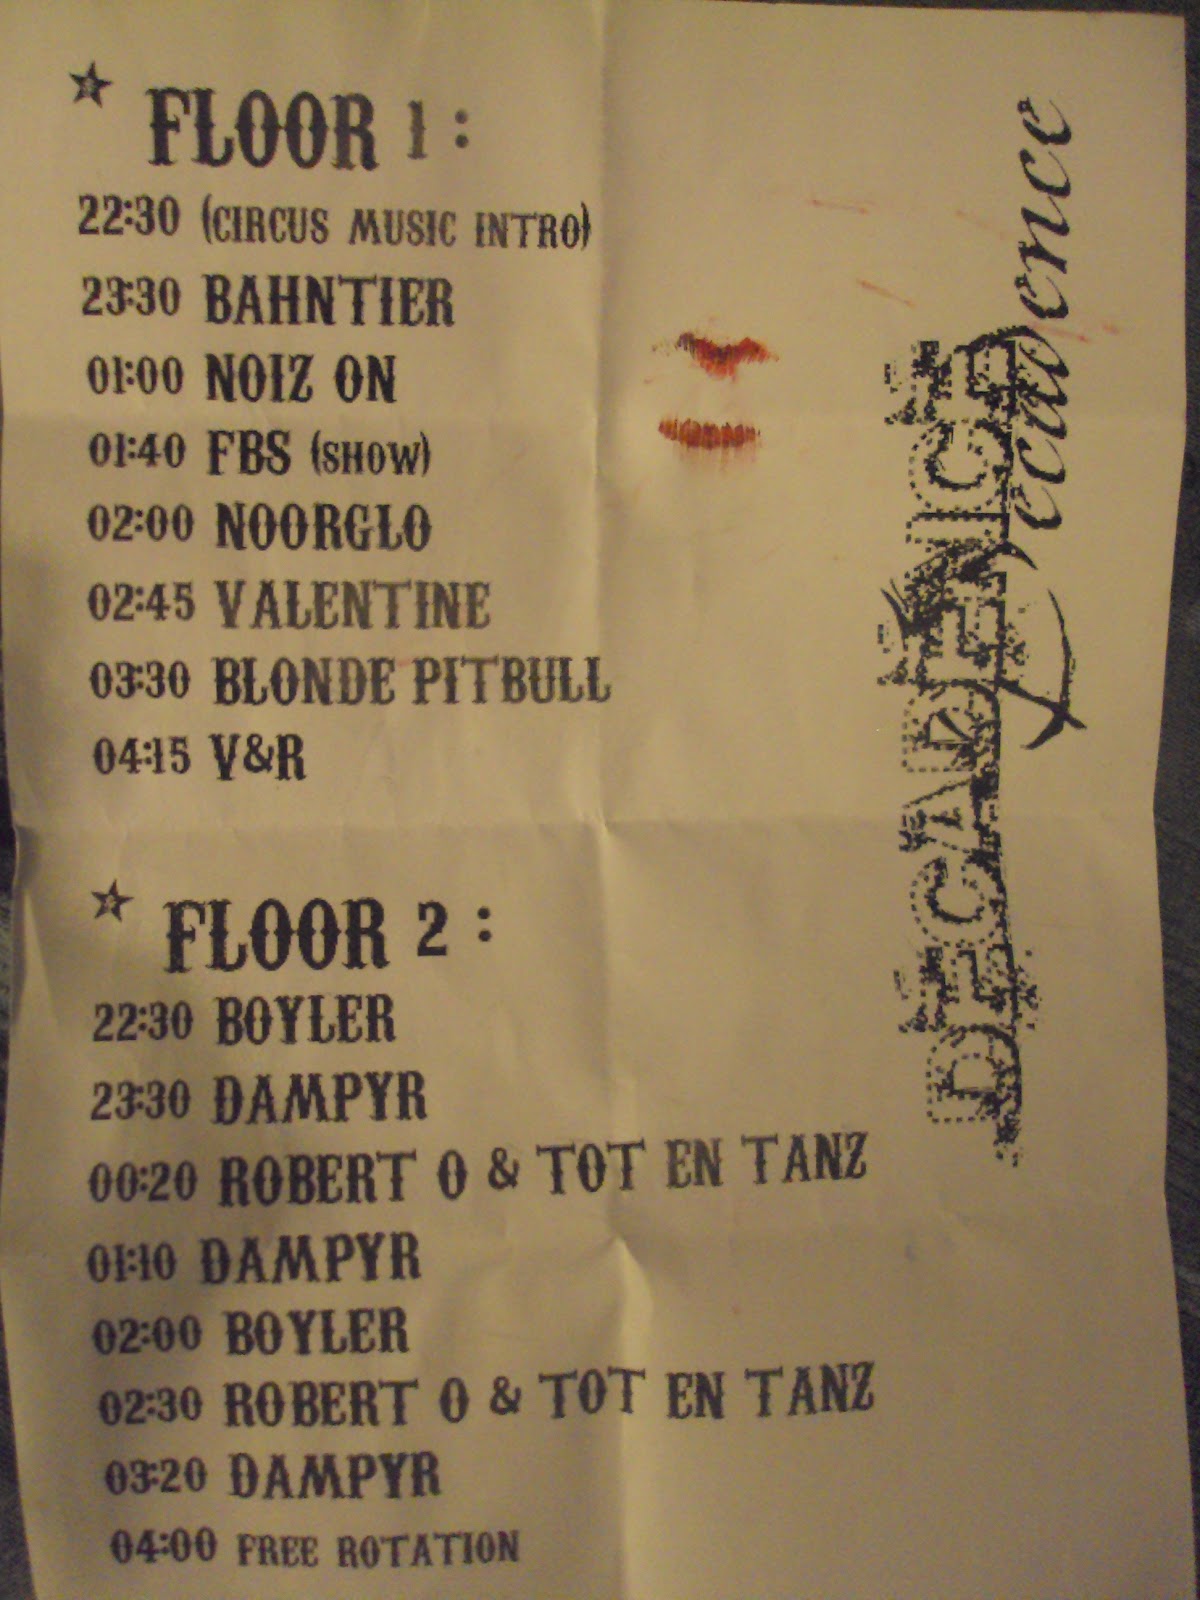 FLOOR 1 :
22:30 (CIRCUS MUSIC INTRO)
23:30 BAHNTIER
01:00 NOIZ ON
01:40 FBS (SHOW)
02:00 NOORGLO
02:45 VALENTINE
03:30 BLONDE PITBULL
04:15 V&R
FLOOR 2 :
22:30 BOYLER
23:30 DAMPYR
00:20 ROBERT O & TOT EN TANZ
01:10 DAMPYR
02:00 BOYLER
02:30 ROBERT O & TOT EN TANZ
03:20 DAMPYR
04:00 FREE ROTATION
DECADENCE
Decadence